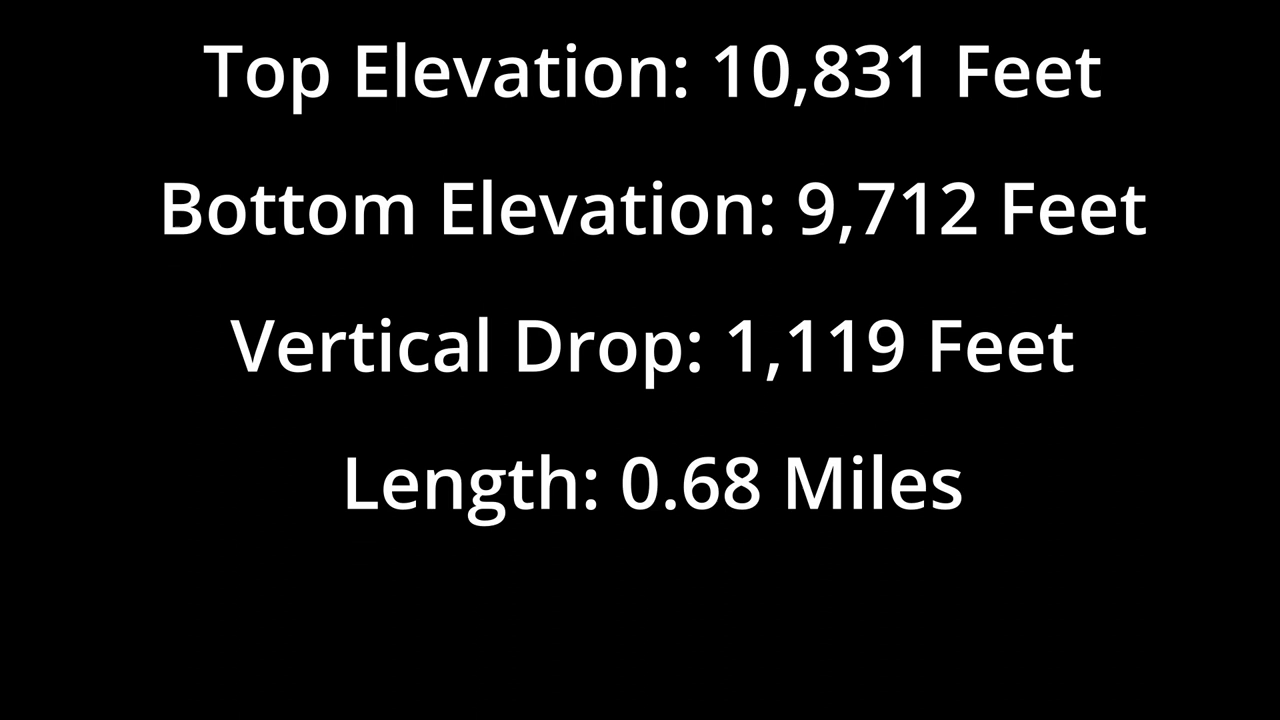 Top Elevation: 10,831 Feet
Bottom Elevation: 9,712 Feet
Vertical Drop: 1,119 Feet
Length: 0.68 Miles